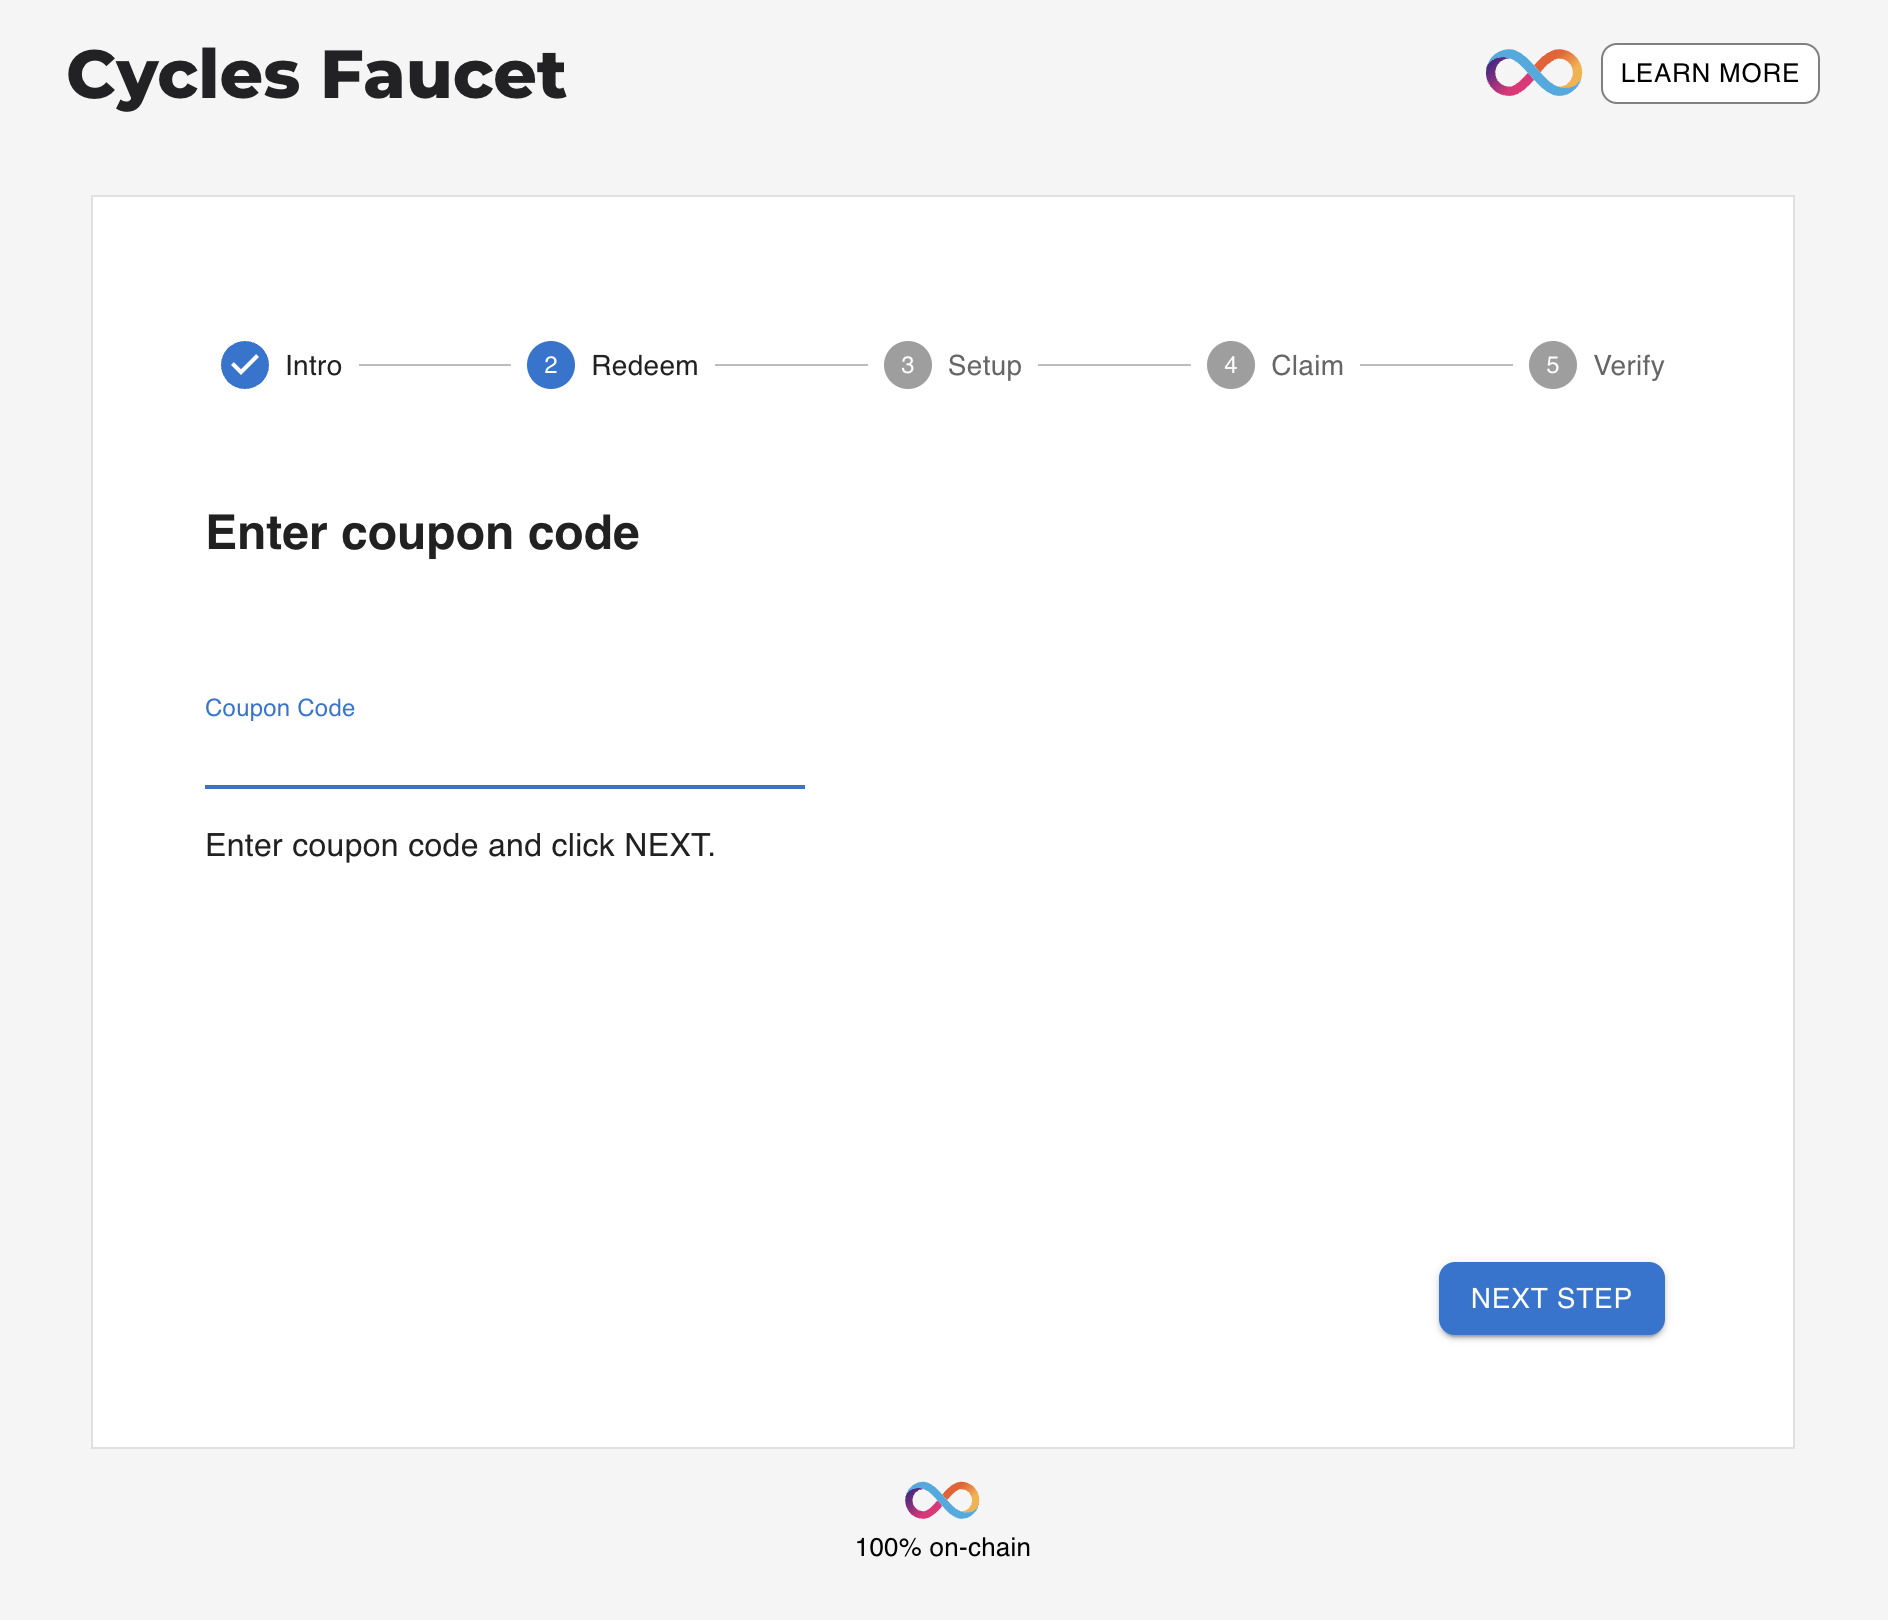 Cycles Faucet
LEARN MORE
Intro
2 Redeem
3 Setup
4 Claim
5 Verify
Enter coupon code
Coupon Code
Enter coupon code and click NEXT.
NEXT STEP
100% on-chain